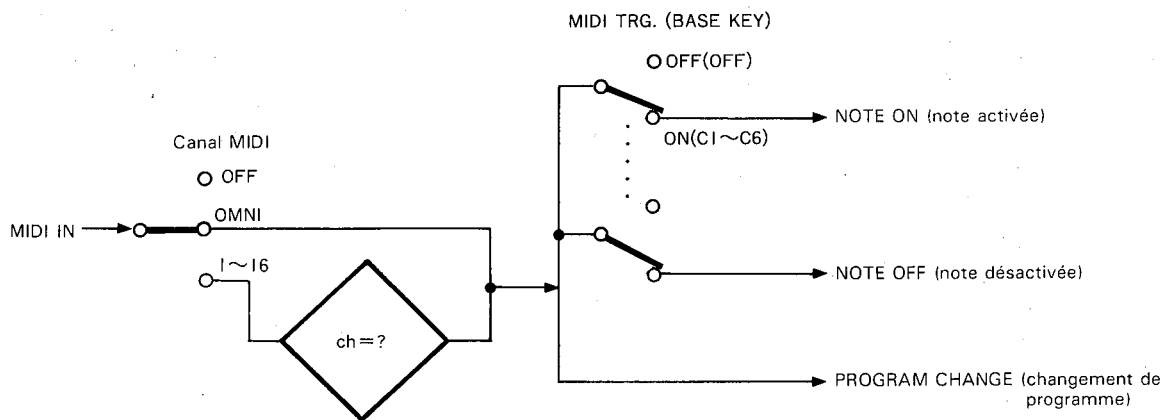 MIDI TRG. (BASE KEY)
OFF(OFF)
NOTE ON (note activée)
ON(C1～C6)
Canal MIDI
OFF
OMNI
MIDI IN
1～16
NOTE OFF (note désactivée)
ch=?
PROGRAM CHANGE (changement de
programme)